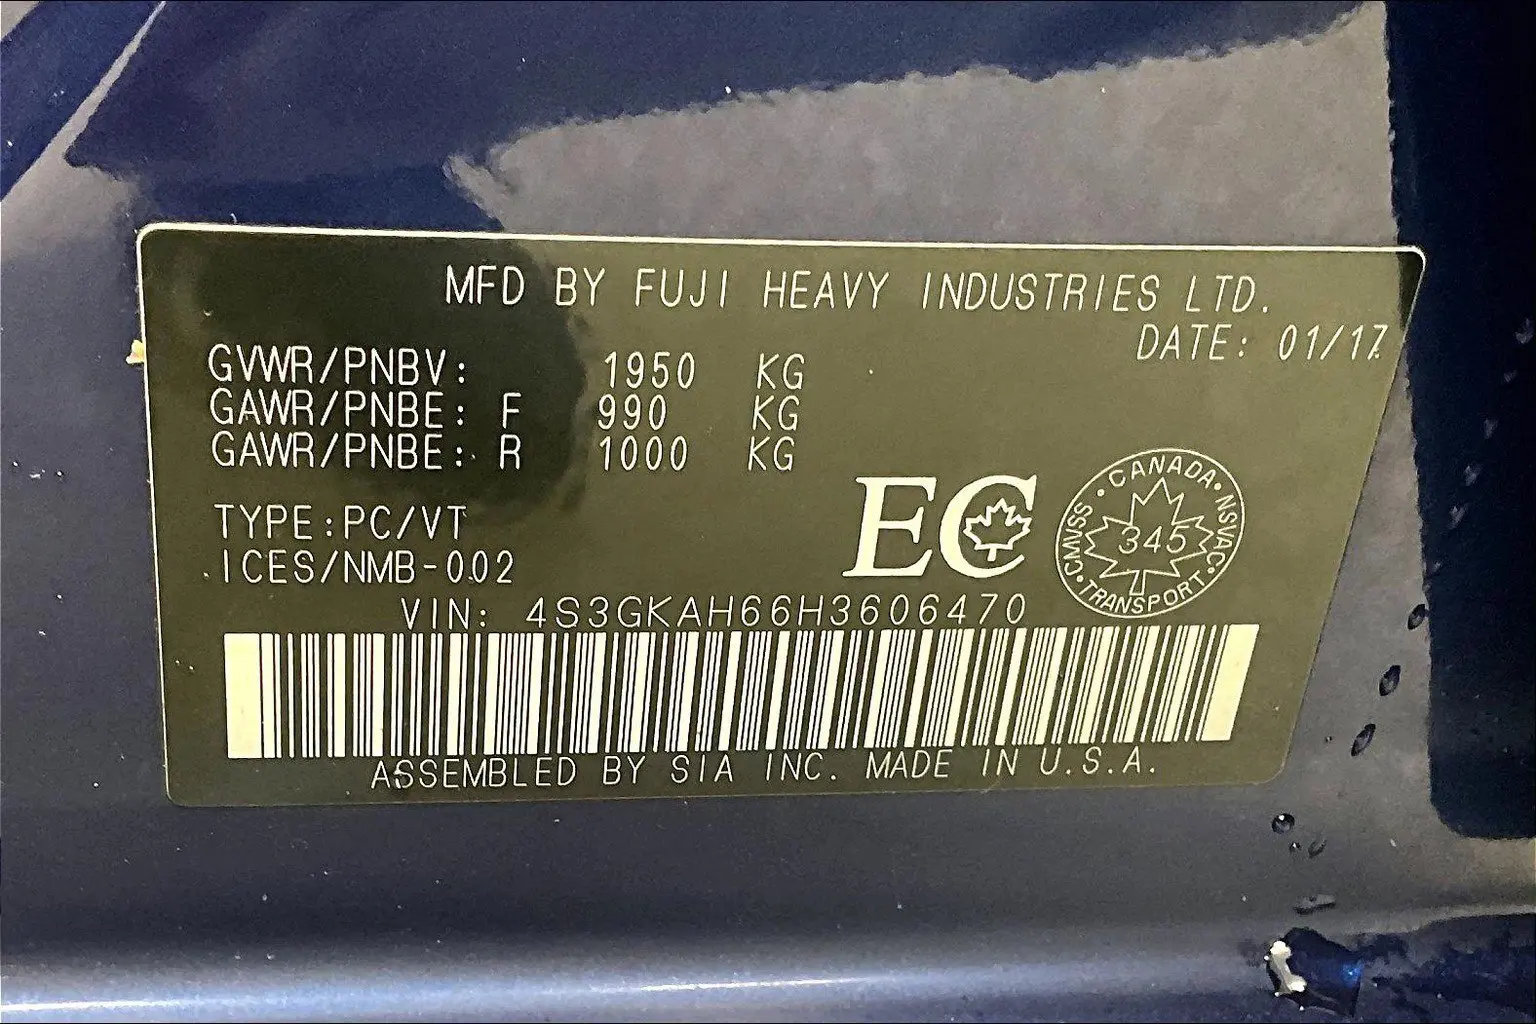 MFD BY FUJI HEAVY INDUSTRIES LTD.
DATE: 01/17
GVWR/PNBV: 1950 KG
GAWR/PNBE: F 990 KG
GAWR/PNBE: R 1000 KG
TYPE:PC/VT
ICES/NMB-002
EC
CANADA · NSVAC · TRANSPORT · CMVSS ·
345
VIN: 4S3GKAH66H3606470
ASSEMBLED BY SIA INC. MADE IN U.S.A.